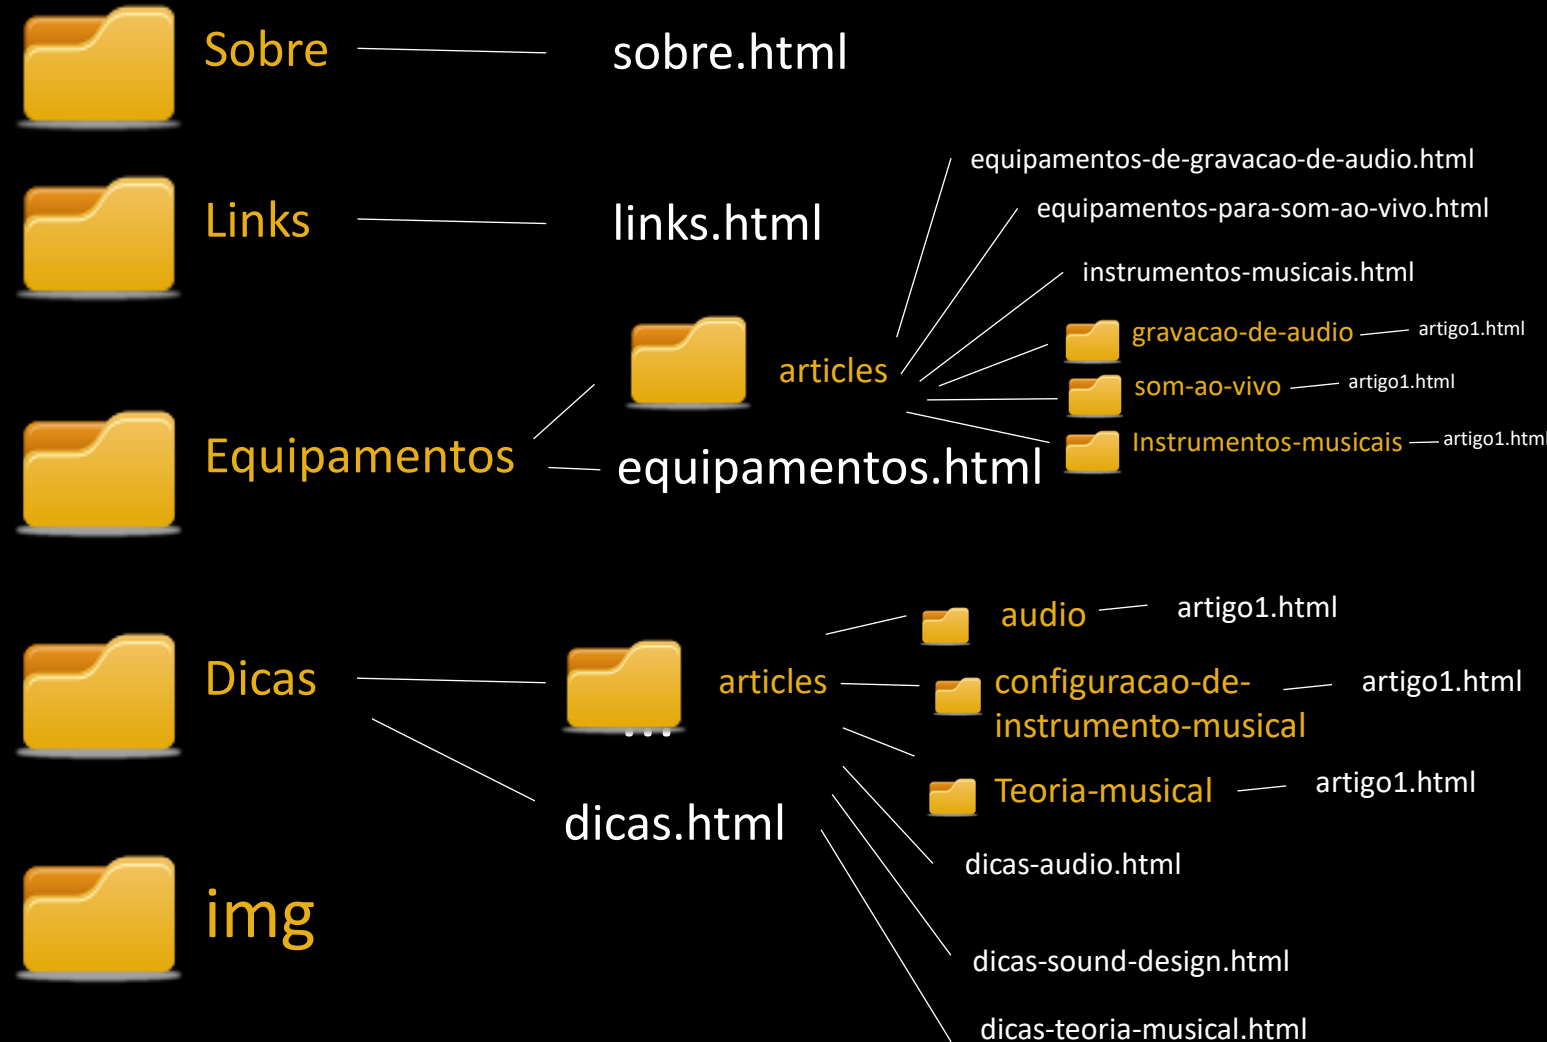 Sobre
sobre.html
equipamentos-de-gravacao-de-audio.html
equipamentos-para-som-ao-vivo.html
Links
links.html
instrumentos-musicais.html
gravacao-de-audio
artigo1.html
articles
som-ao-vivo
artigo1.html
Equipamentos
equipamentos.html
Instrumentos-musicais
artigo1.html
audio
artigo1.html
Dicas
...
articles
configuracao-de-
instrumento-musical
artigo1.html
Teoria-musical
artigo1.html
dicas.html
dicas-audio.html
img
dicas-sound-design.html
dicas-teoria-musical.html